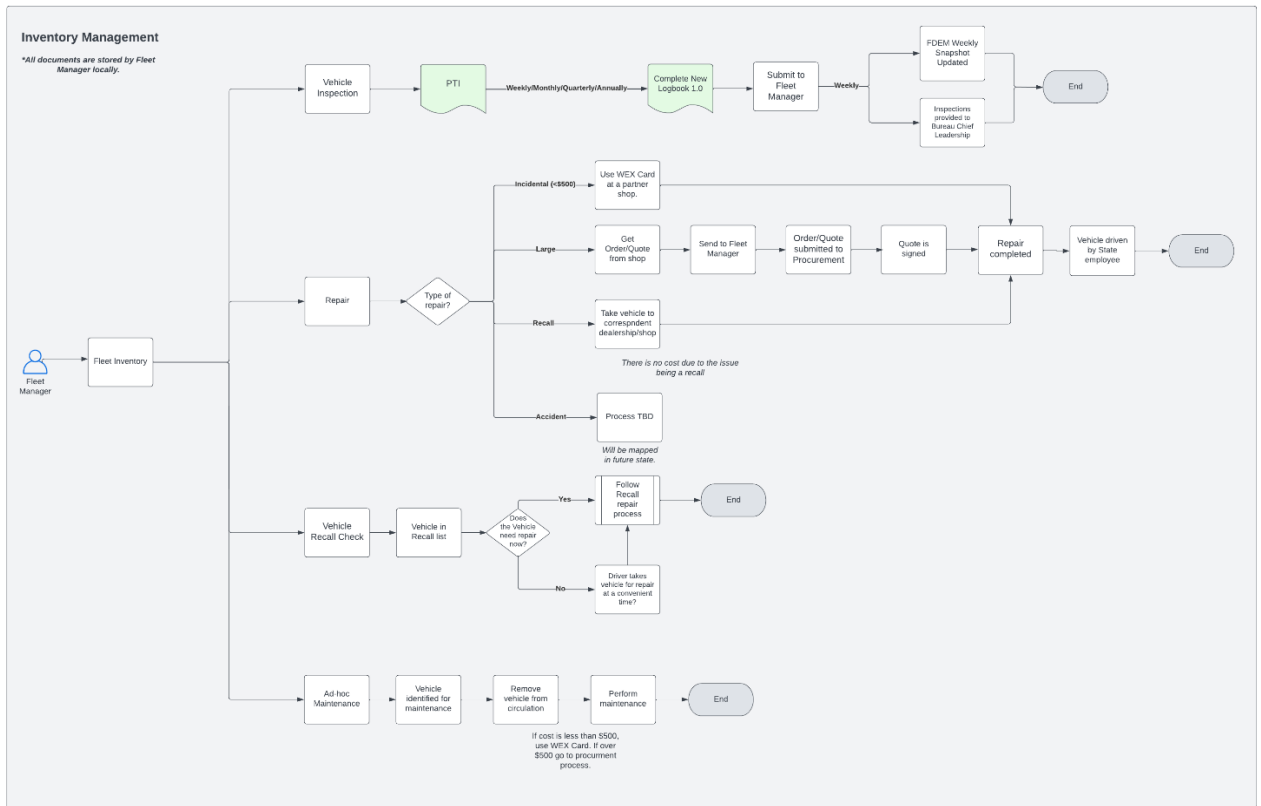 Inventory Management
*All documents are stored by Fleet
Manager locally.
Vehicle
Inspection
PTI
Weekly/Monthly/Quarterly/Annually
Complete New
Logbook 1.0
Submit to
Fleet
Manager
Weekly
FDEM Weekly
Snapshot
Updated
Inspections
provided to
Bureau Chief
Leadership
End
Incidental (<$500)
Use WEX Card
at a partner
shop.
Large
Get
Order/Quote
from shop
Send to Fleet
Manager
Order/Quote
submitted to
Procurement
Quote is
signed
Repair
completed
Vehicle driven
by State
employee
End
Repair
Type of
repair?
Recall
Take vehicle to
correspndent
dealership/shop
There is no cost due to the issue
being a recall
Fleet
Manager
Fleet Inventory
Accident
Process TBD
Will be mapped
in future state.
Vehicle
Recall Check
Vehicle in
Recall list
Does
the Vehicle
need repair
now?
Yes
Follow
Recall
repair
process
End
No
Driver takes
vehicle for repair
at a convenient
time?
Ad-hoc
Maintenance
Vehicle
identified for
maintenance
Remove
vehicle from
circulation
Perform
maintenance
End
If cost is less than $500,
use WEX Card. If over
$500 go to procurment
process.